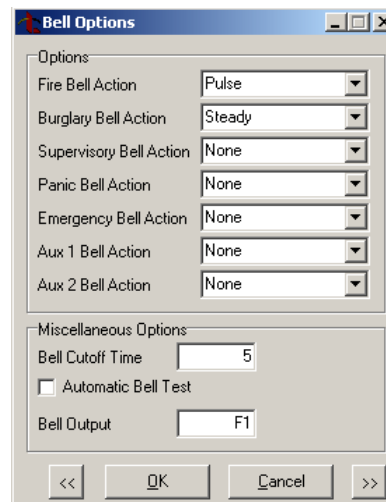 Bell Options
Options
Fire Bell Action Pulse
Burglary Bell Action Steady
Supervisory Bell Action None
Panic Bell Action None
Emergency Bell Action None
Aux 1 Bell Action None
Aux 2 Bell Action None
Miscellaneous Options
Bell Cutoff Time 5
Automatic Bell Test
Bell Output F1
<< OK Cancel >>